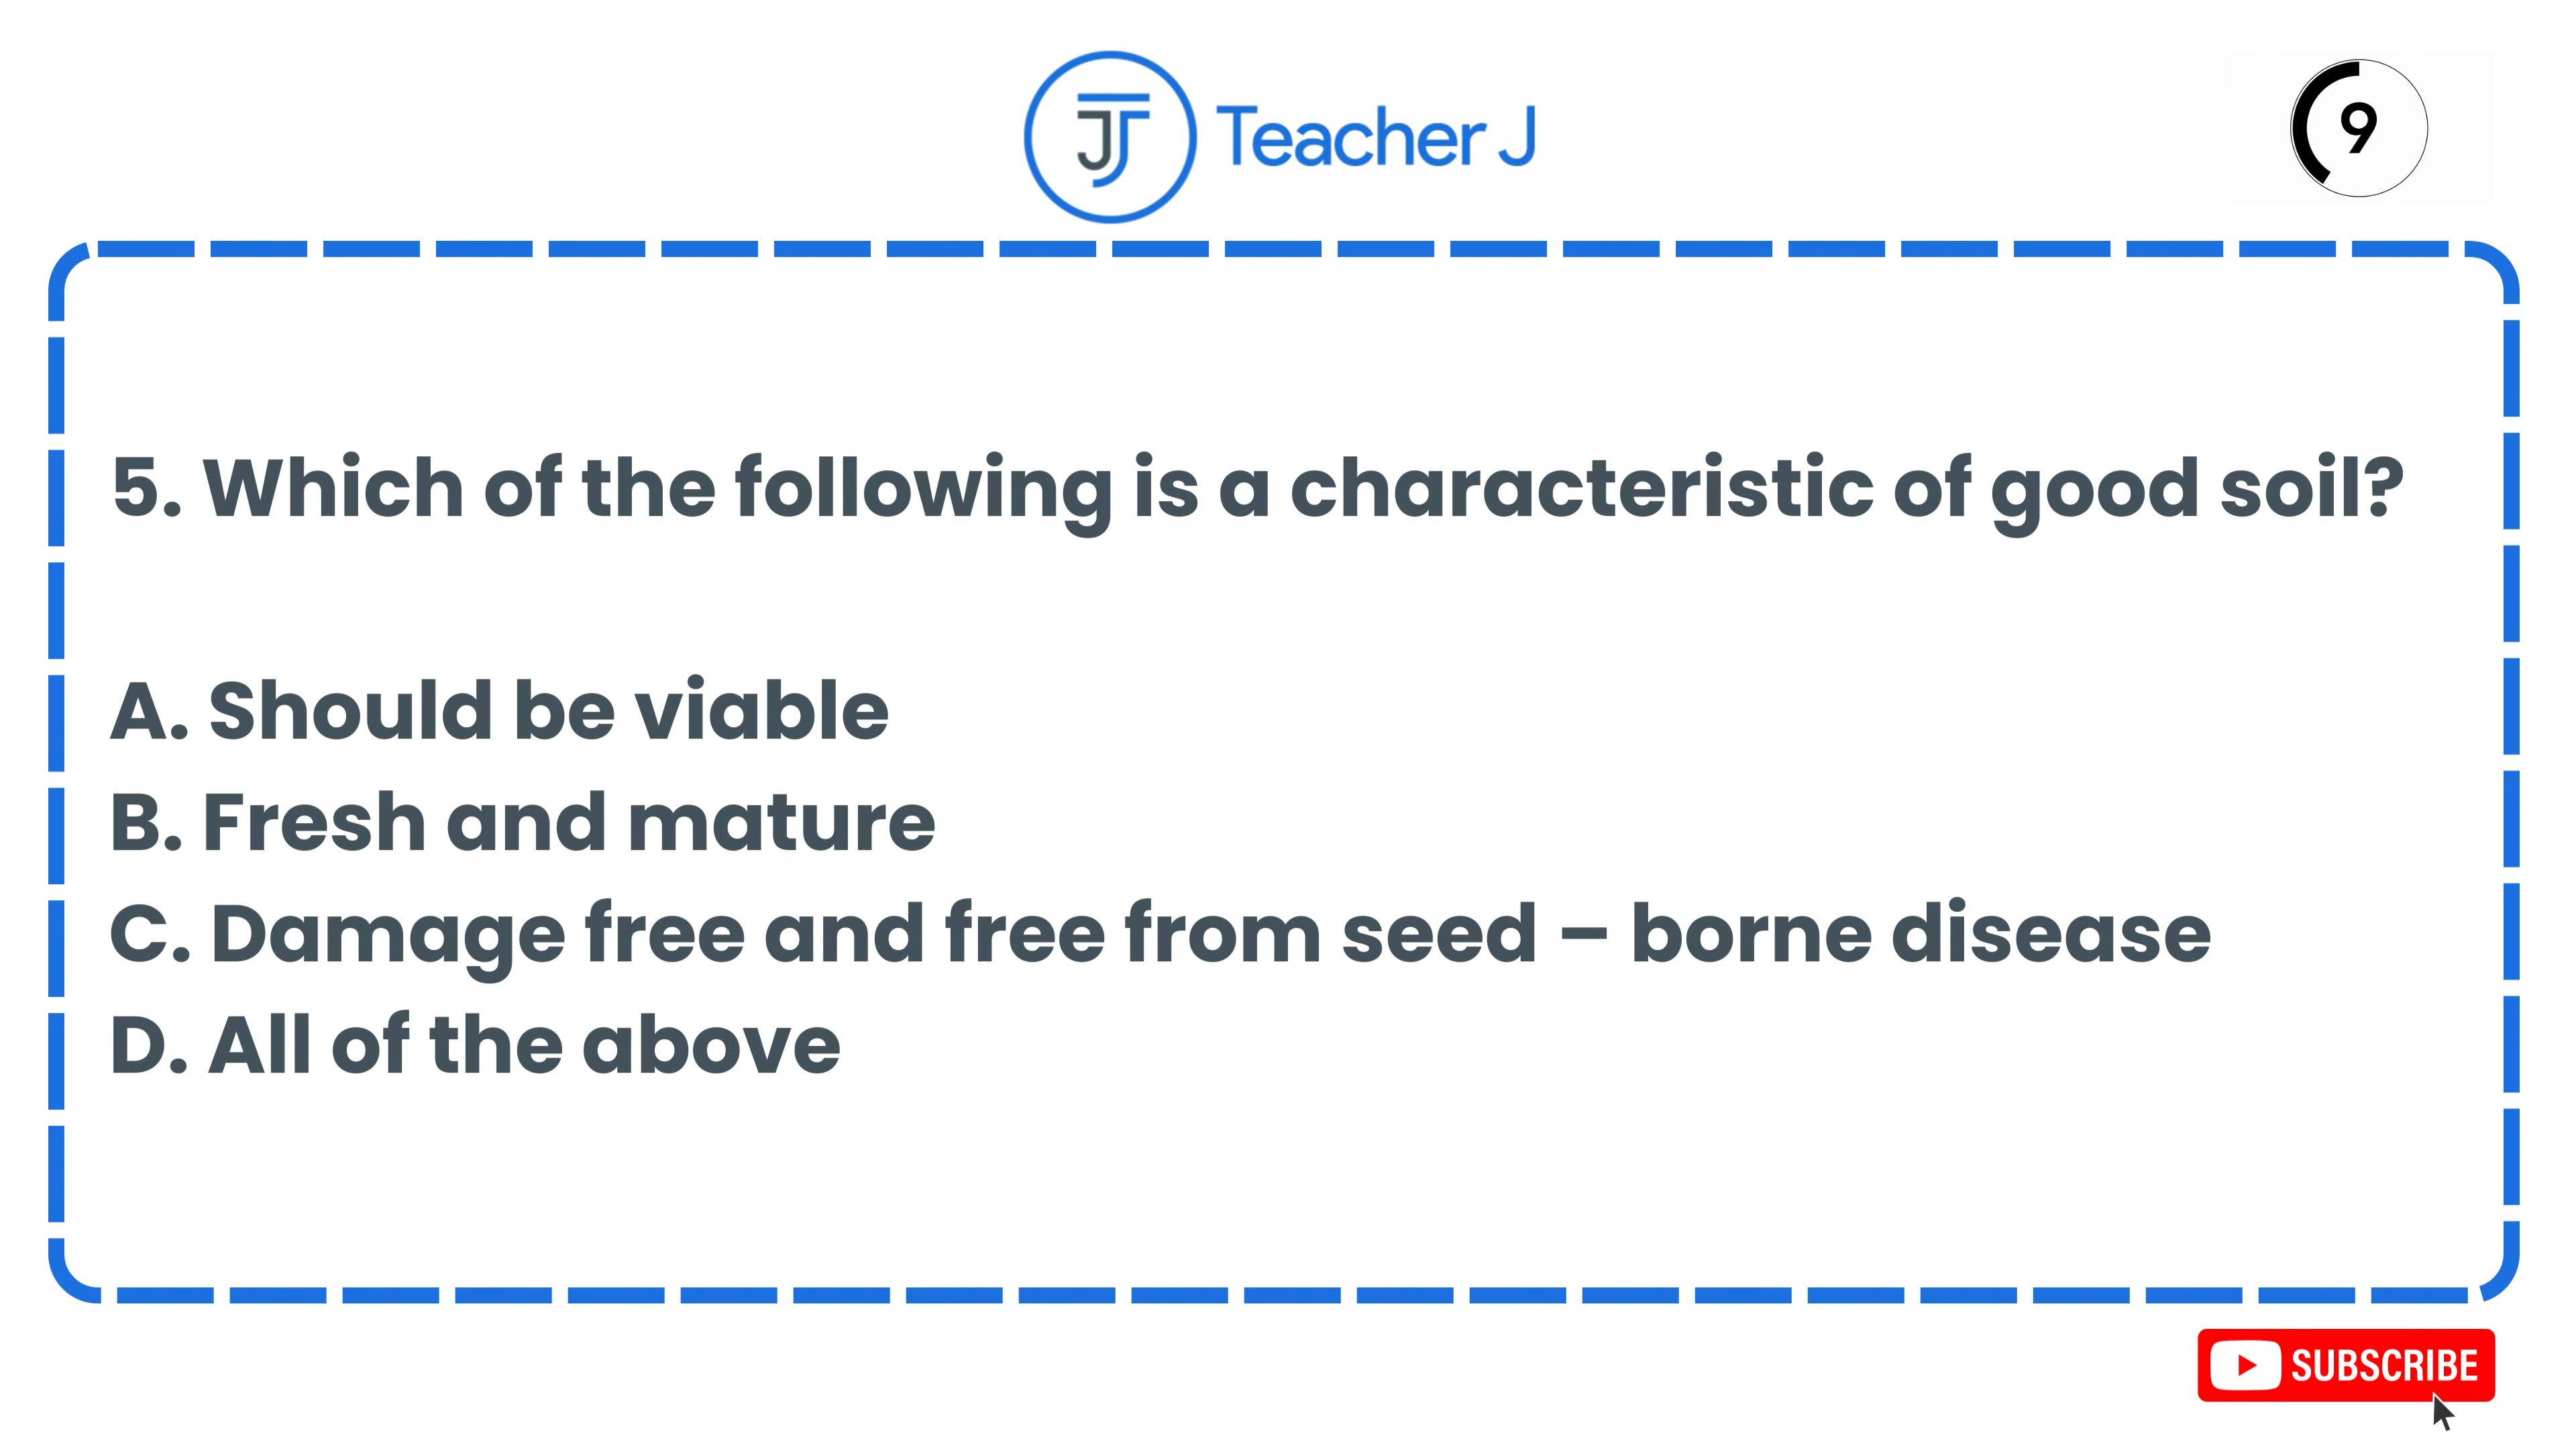 Teacher J
9
5. Which of the following is a characteristic of good soil?
A. Should be viable
B. Fresh and mature
C. Damage free and free from seed – borne disease
D. All of the above
SUBSCRIBE